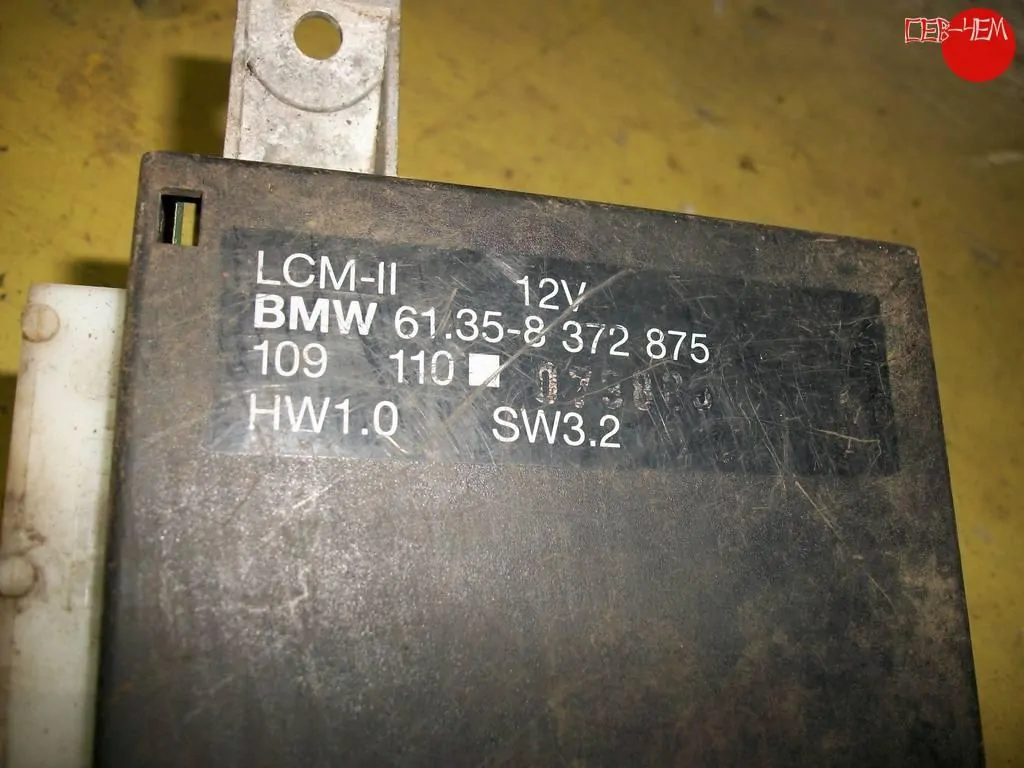 LCM-II 12V
BMW 61.35-8 372 875
109 110
HW1.0 SW3.2